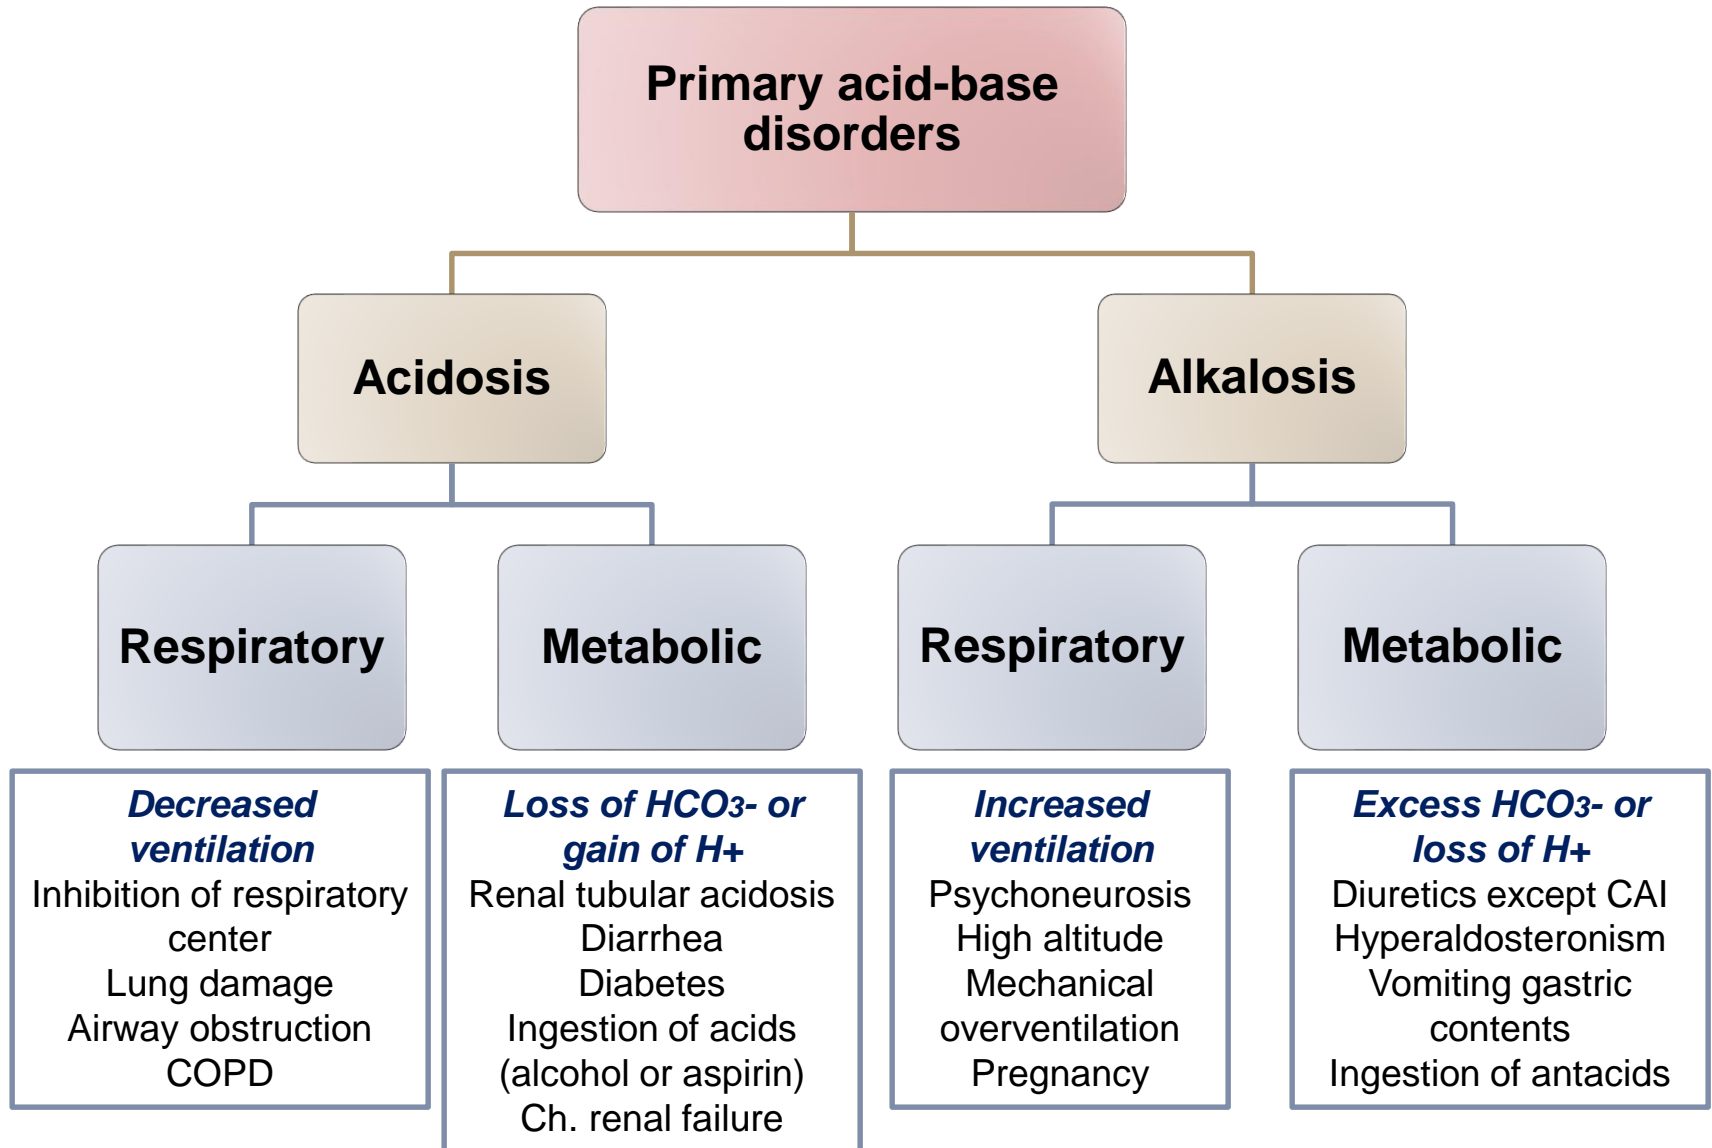 Primary acid-base
disorders
Acidosis
Alkalosis
Respiratory
Metabolic
Respiratory
Metabolic
Decreased
ventilation
Inhibition of respiratory
center
Lung damage
Airway obstruction
COPD
Loss of HCO3- or
gain of H+
Renal tubular acidosis
Diarrhea
Diabetes
Ingestion of acids
(alcohol or aspirin)
Ch. renal failure
Increased
ventilation
Psychoneurosis
High altitude
Mechanical
overventilation
Pregnancy
Excess HCO3- or
loss of H+
Diuretics except CAI
Hyperaldosteronism
Vomiting gastric
contents
Ingestion of antacids